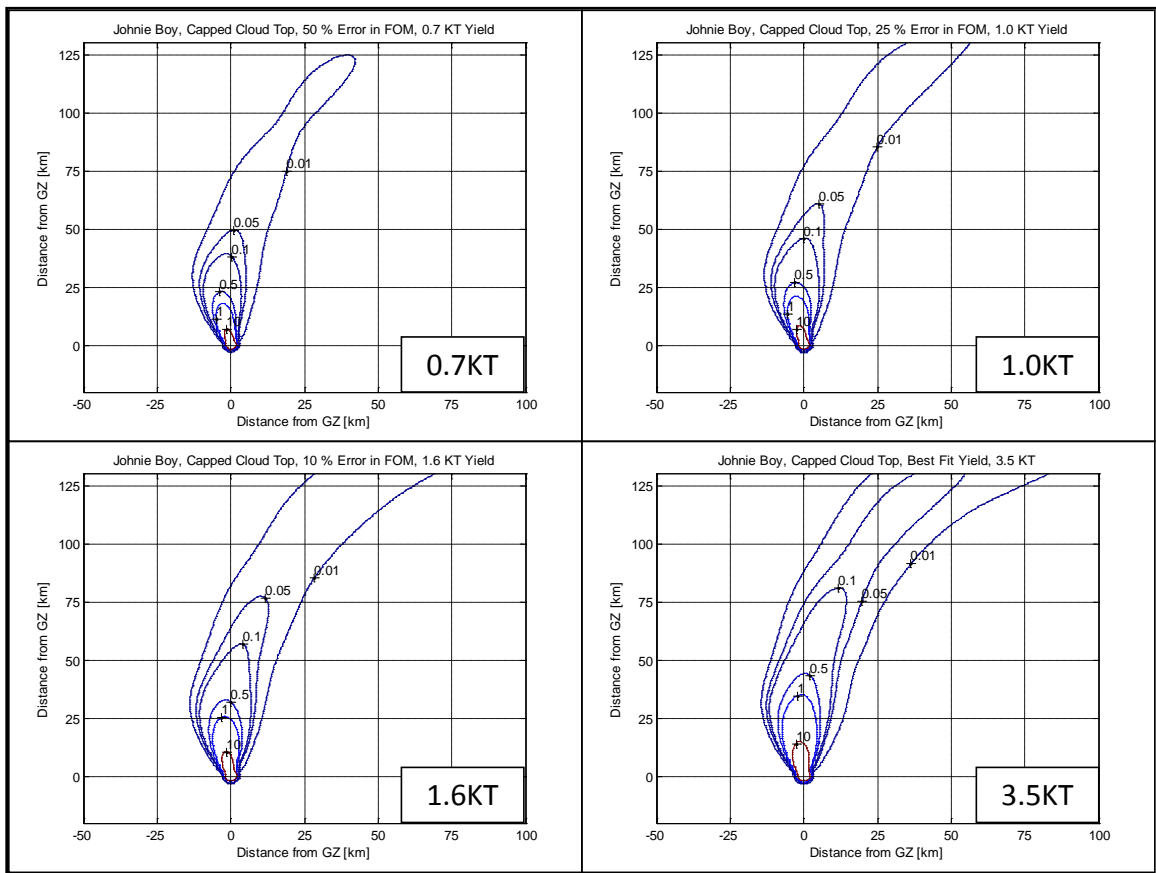 Johnie Boy, Capped Cloud Top, 50 % Error in FOM, 0.7 KT Yield
125
100
75
50
25
0
Distance from GZ [km]
0.01
0.05
0.1
0.5
1
10
0.7KT
-50 -25 0 25 50 75 100
Distance from GZ [km]
Johnie Boy, Capped Cloud Top, 25 % Error in FOM, 1.0 KT Yield
125
100
75
50
25
0
Distance from GZ [km]
0.01
0.05
0.1
0.5
1
10
1.0KT
-50 -25 0 25 50 75 100
Distance from GZ [km]
Johnie Boy, Capped Cloud Top, 10 % Error in FOM, 1.6 KT Yield
125
100
75
50
25
0
Distance from GZ [km]
0.01
0.05
0.1
0.5
1
10
1.6KT
-50 -25 0 25 50 75 100
Distance from GZ [km]
Johnie Boy, Capped Cloud Top, Best Fit Yield, 3.5 KT
125
100
75
50
25
0
Distance from GZ [km]
0.01
0.1
0.05
0.5
1
10
3.5KT
-50 -25 0 25 50 75 100
Distance from GZ [km]